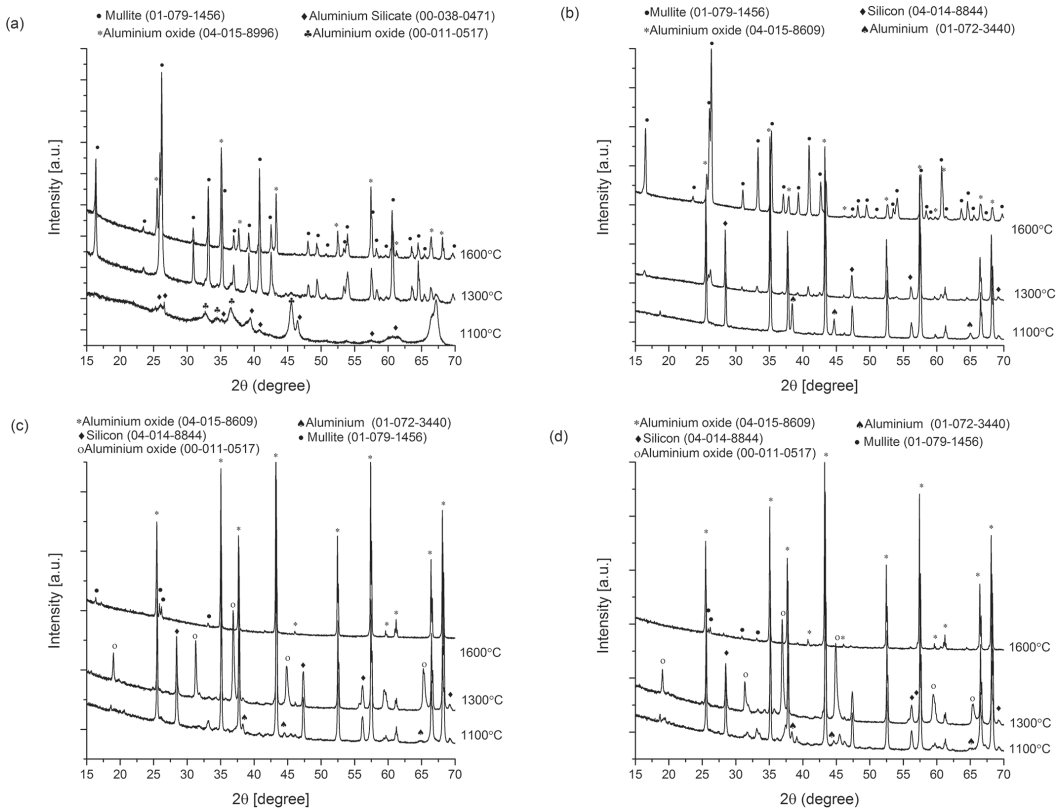 (a)
● Mullite (01-079-1456) ♦ Aluminium Silicate (00-038-0471)
* Aluminium oxide (04-015-8996) ♣ Aluminium oxide (00-011-0517)
Intensity [a.u.]
1600°C
1300°C
1100°C
15 20 25 30 35 40 45 50 55 60 65 70
2θ (degree)
(b)
● Mullite (01-079-1456) ♦ Silicon (04-014-8844)
* Aluminium oxide (04-015-8609) ♠ Aluminium (01-072-3440)
Intensity [a.u.]
1600°C
1300°C
1100°C
15 20 25 30 35 40 45 50 55 60 65 70
2θ [degree]
(c)
*Aluminium oxide (04-015-8609) ♠ Aluminium (01-072-3440)
♦ Silicon (04-014-8844) ● Mullite (01-079-1456)
o Aluminium oxide (00-011-0517)
Intensity [a.u.]
1600°C
1300°C
1100°C
15 20 25 30 35 40 45 50 55 60 65 70
2θ [degree]
(d)
*Aluminium oxide (04-015-8609) ♠ Aluminium (01-072-3440)
♦ Silicon (04-014-8844) ● Mullite (01-079-1456)
o Aluminium oxide (00-011-0517)
Intensity [a.u.]
1600°C
1300°C
1100°C
15 20 25 30 35 40 45 50 55 60 65 70
2θ (degree)